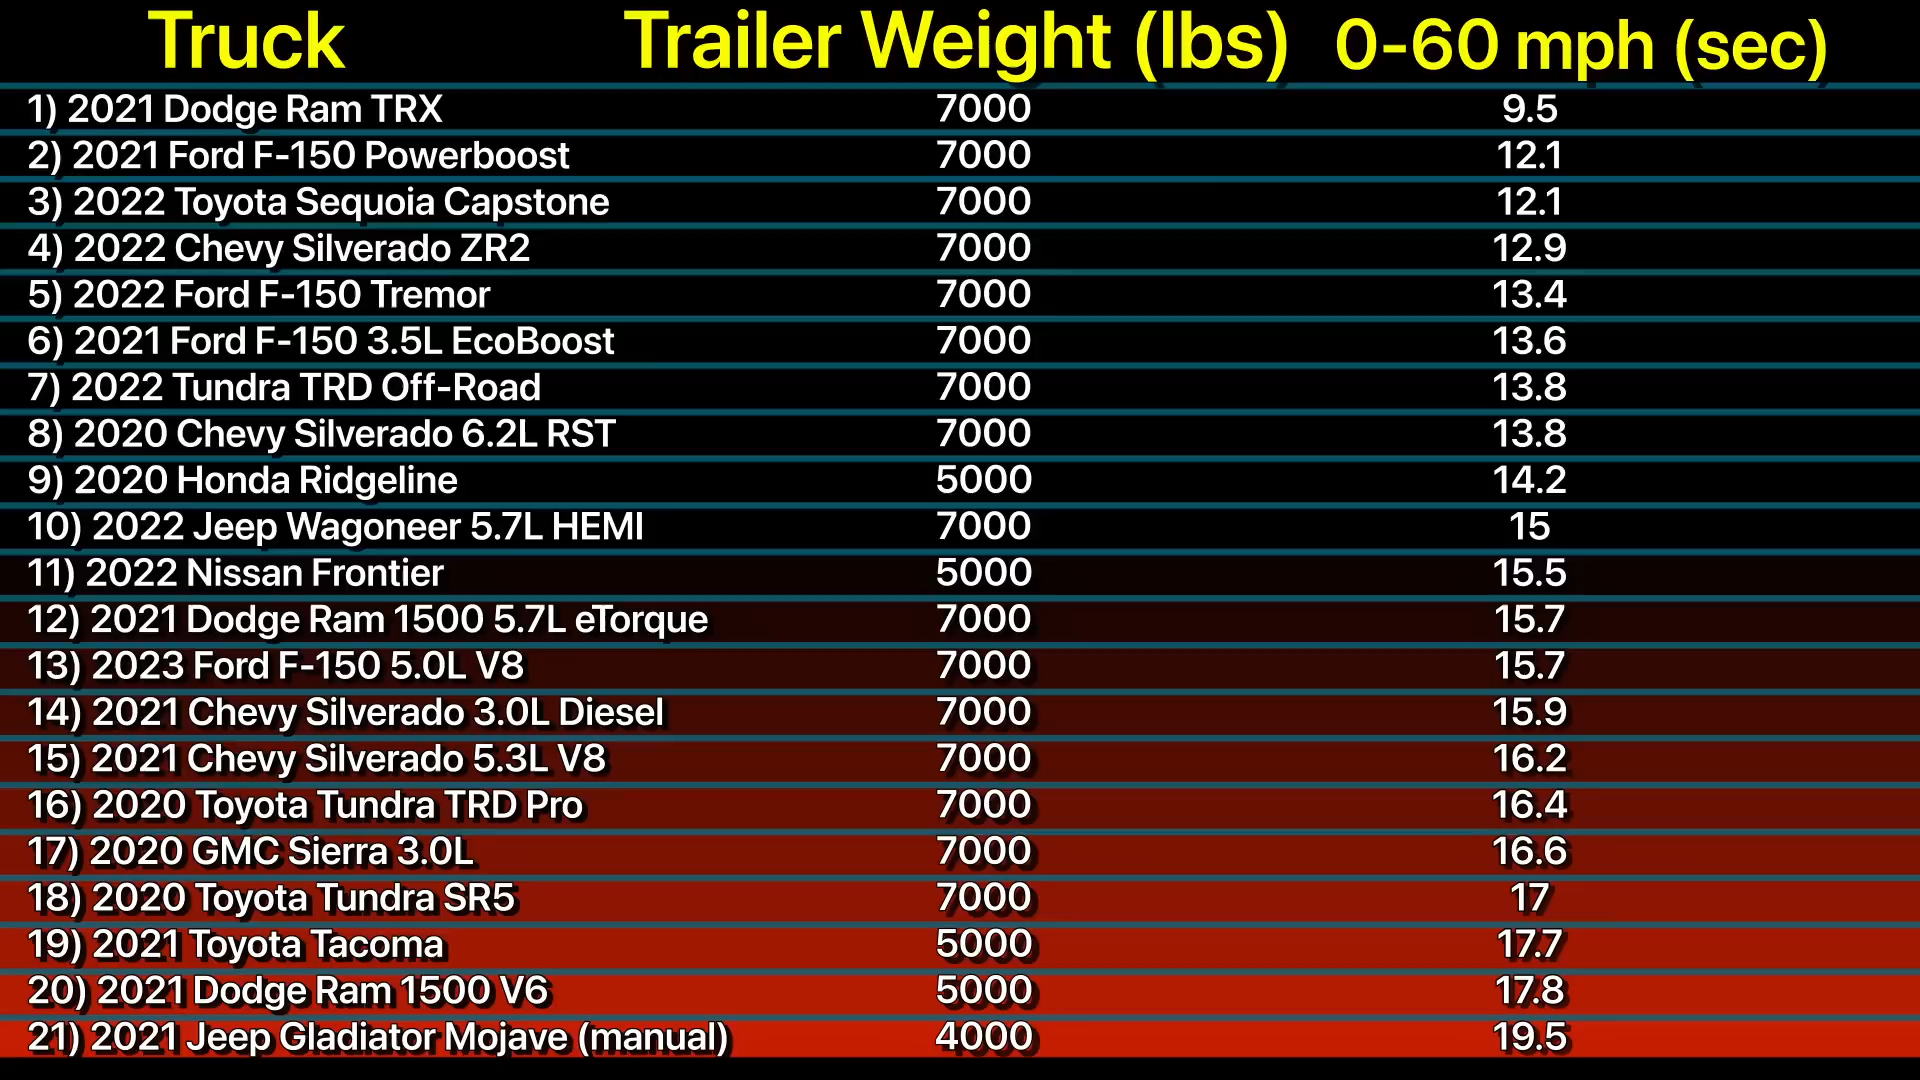 Truck Trailer Weight (lbs) 0-60 mph (sec)
1) 2021 Dodge Ram TRX 7000 9.5
2) 2021 Ford F-150 Powerboost 7000 12.1
3) 2022 Toyota Sequoia Capstone 7000 12.1
4) 2022 Chevy Silverado ZR2 7000 12.9
5) 2022 Ford F-150 Tremor 7000 13.4
6) 2021 Ford F-150 3.5L EcoBoost 7000 13.6
7) 2022 Tundra TRD Off-Road 7000 13.8
8) 2020 Chevy Silverado 6.2L RST 7000 13.8
9) 2020 Honda Ridgeline 5000 14.2
10) 2022 Jeep Wagoneer 5.7L HEMI 7000 15
11) 2022 Nissan Frontier 5000 15.5
12) 2021 Dodge Ram 1500 5.7L eTorque 7000 15.7
13) 2023 Ford F-150 5.0L V8 7000 15.7
14) 2021 Chevy Silverado 3.0L Diesel 7000 15.9
15) 2021 Chevy Silverado 5.3L V8 7000 16.2
16) 2020 Toyota Tundra TRD Pro 7000 16.4
17) 2020 GMC Sierra 3.0L 7000 16.6
18) 2020 Toyota Tundra SR5 7000 17
19) 2021 Toyota Tacoma 5000 17.7
20) 2021 Dodge Ram 1500 V6 5000 17.8
21) 2021 Jeep Gladiator Mojave (manual) 4000 19.5